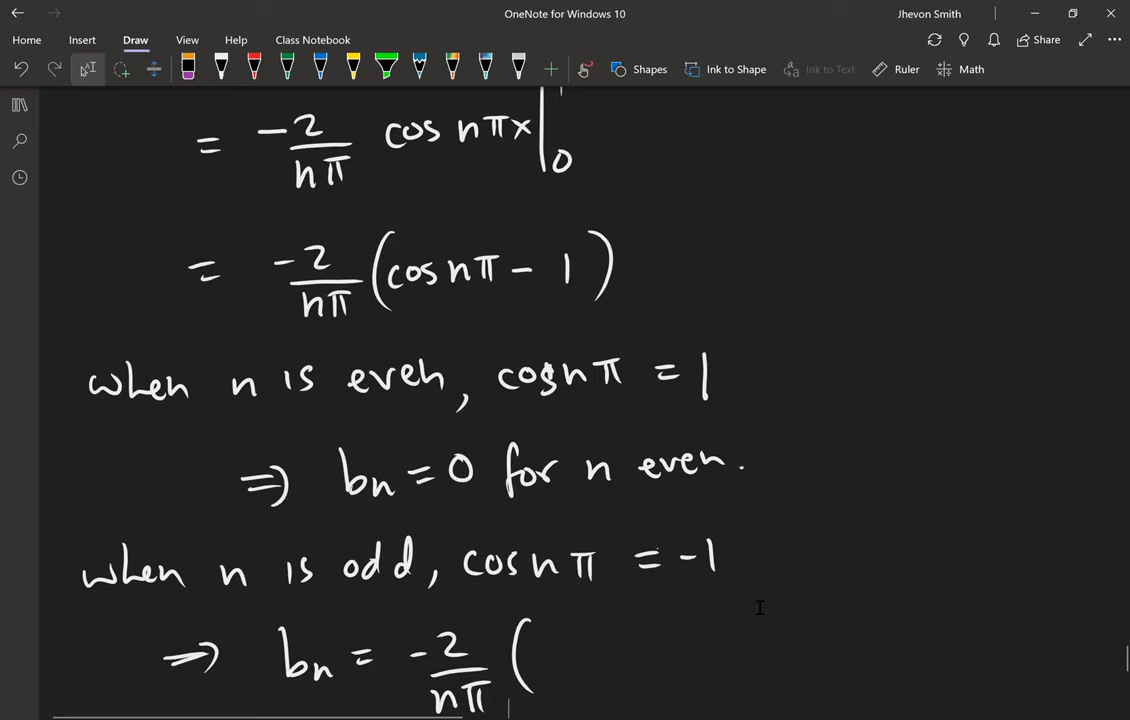 OneNote for Windows 10
Jhevon Smith
Home Insert Draw View Help Class Notebook
Share
Shapes Ink to Shape Ink to Text Ruler Math
= -2/nπ cos nπx |₀
= -2/nπ (cos nπ - 1)
when n is even, cos nπ = 1
⇒ bn = 0 for n even.
when n is odd, cos nπ = -1
⇒ bn = -2/nπ (